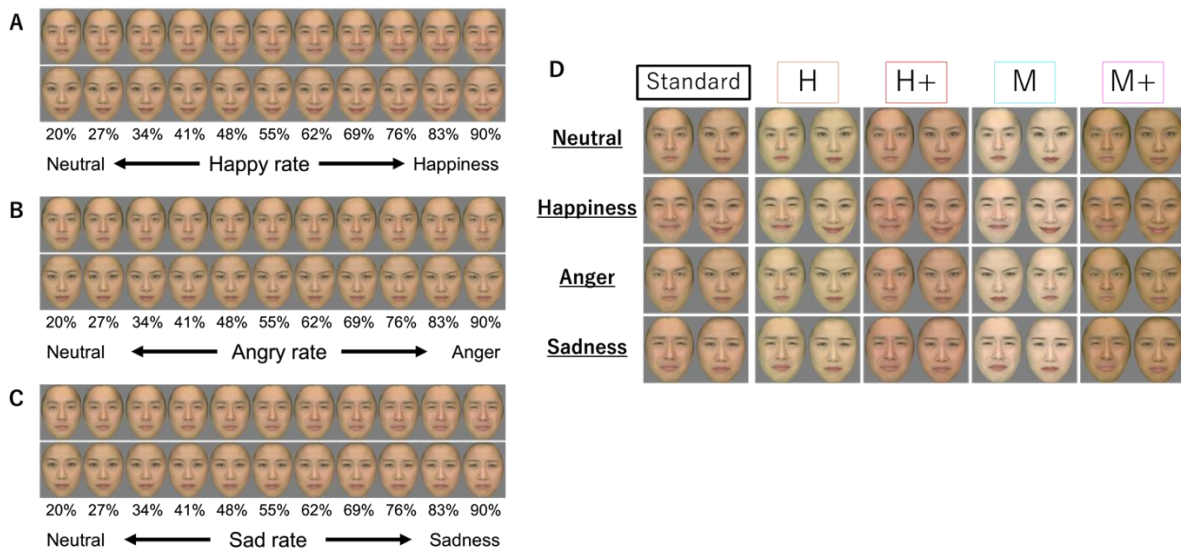 A
20% 27% 34% 41% 48% 55% 62% 69% 76% 83% 90%
Neutral Happy rate Happiness
B
20% 27% 34% 41% 48% 55% 62% 69% 76% 83% 90%
Neutral Angry rate Anger
C
20% 27% 34% 41% 48% 55% 62% 69% 76% 83% 90%
Neutral Sad rate Sadness
D
Standard H H+ M M+
Neutral
Happiness
Anger
Sadness